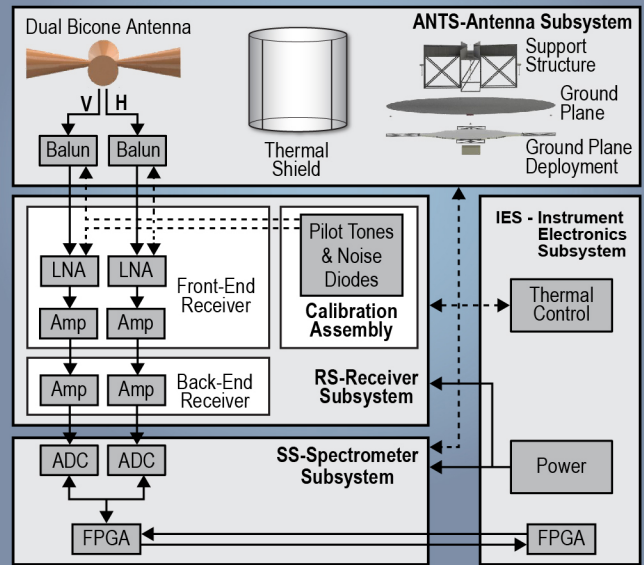 Dual Bicone Antenna
ANTS-Antenna Subsystem
Support
Structure
Ground
Plane
Ground Plane
Deployment
V
H
Thermal
Shield
Balun
Balun
IES - Instrument
Electronics
Subsystem
Pilot Tones
& Noise
Diodes
Calibration
Assembly
LNA
LNA
Front-End
Receiver
Amp
Amp
Thermal
Control
Amp
Amp
Back-End
Receiver
RS-Receiver
Subsystem
ADC
ADC
SS-Spectrometer
Subsystem
Power
FPGA
FPGA